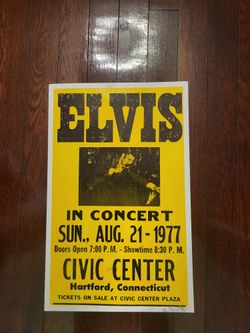 ELVIS
IN CONCERT
SUN., AUG. 21 - 1977
Doors Open 7:00 P. M. - Showtime 8:30 P. M.
CIVIC CENTER
Hartford, Connecticut
TICKETS ON SALE AT CIVIC CENTER PLAZA